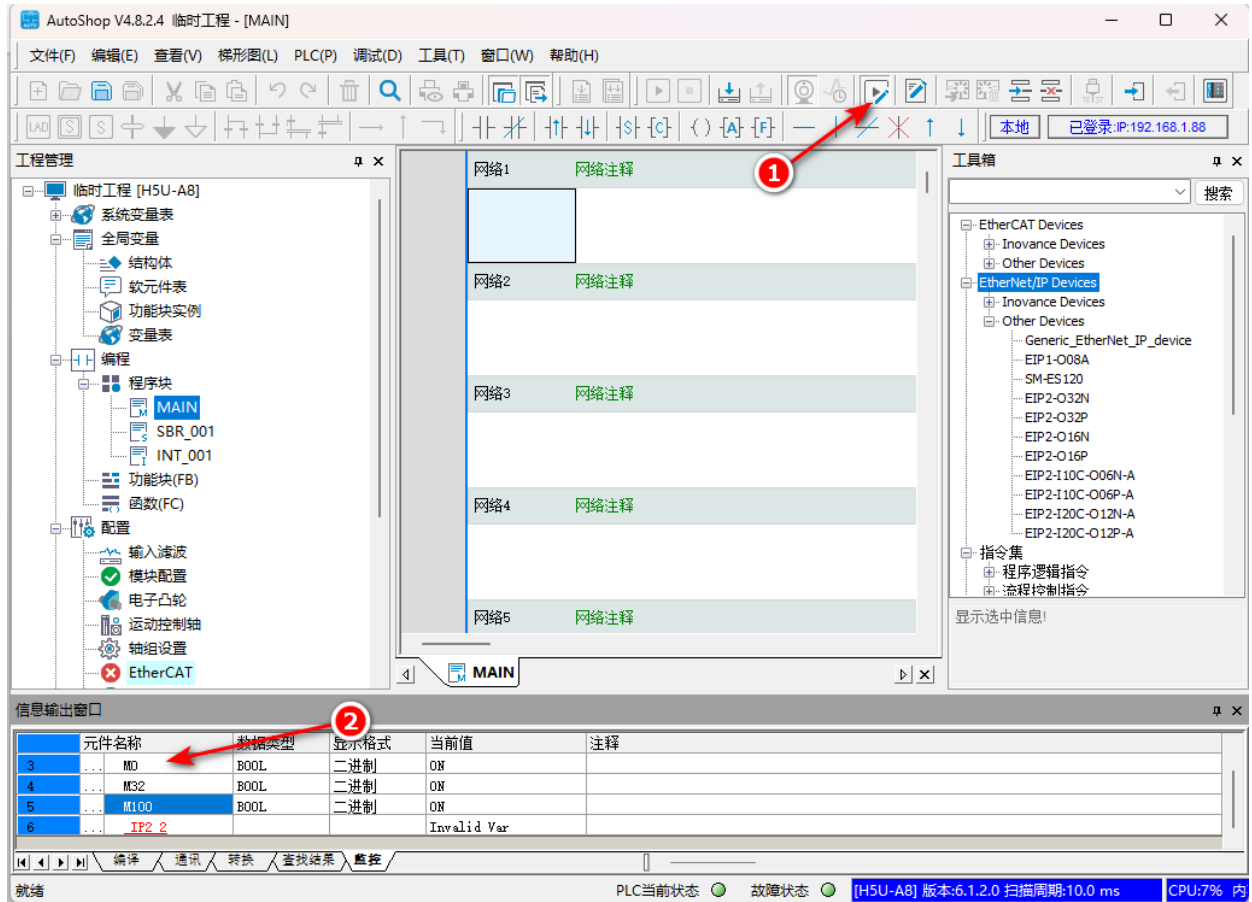 AutoShop V4.8.2.4 临时工程 - [MAIN]
文件(F) 编辑(E) 查看(V) 梯形图(L) PLC(P) 调试(D) 工具(T) 窗口(W) 帮助(H)
LAD S S S C A F 本地 已登录:IP:192.168.1.88
1
工程管理
临时工程 [H5U-A8]
系统变量表
全局变量
结构体
软元件表
功能块实例
变量表
编程
程序块
MAIN
SBR_001
INT_001
功能块(FB)
函数(FC)
配置
输入滤波
模块配置
电子凸轮
运动控制轴
轴组设置
EtherCAT
网络1 网络注释
网络2 网络注释
网络3 网络注释
网络4 网络注释
网络5 网络注释
MAIN
工具箱
搜索
EtherCAT Devices
Inovance Devices
Other Devices
EtherNet/IP Devices
Inovance Devices
Other Devices
Generic_EtherNet_IP_device
EIP1-O08A
SM-ES120
EIP2-O32N
EIP2-O32P
EIP2-O16N
EIP2-O16P
EIP2-I10C-O06N-A
EIP2-I10C-O06P-A
EIP2-I20C-O12N-A
EIP2-I20C-O12P-A
指令集
程序逻辑指令
流程控制指令
显示选中信息!
信息输出窗口
2
元件名称 数据类型 显示格式 当前值 注释
3 ... M0 BOOL 二进制 ON
4 ... M32 BOOL 二进制 ON
5 ... M100 BOOL 二进制 ON
6 ... _IP2_2 Invalid Var
编译 通讯 转换 查找结果 监控
就绪 PLC当前状态 故障状态 [H5U-A8] 版本:6.1.2.0 扫描周期:10.0 ms CPU:7% 内